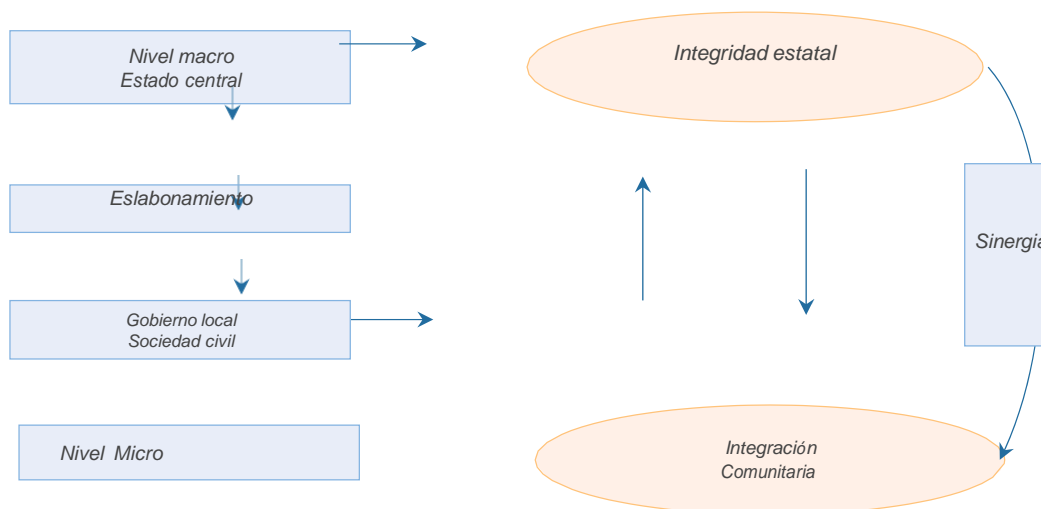 Nivel macro
Estado central
Integridad estatal
Eslabonamiento
Sinergia
Gobierno local
Sociedad civil
Nivel Micro
Integración
Comunitaria